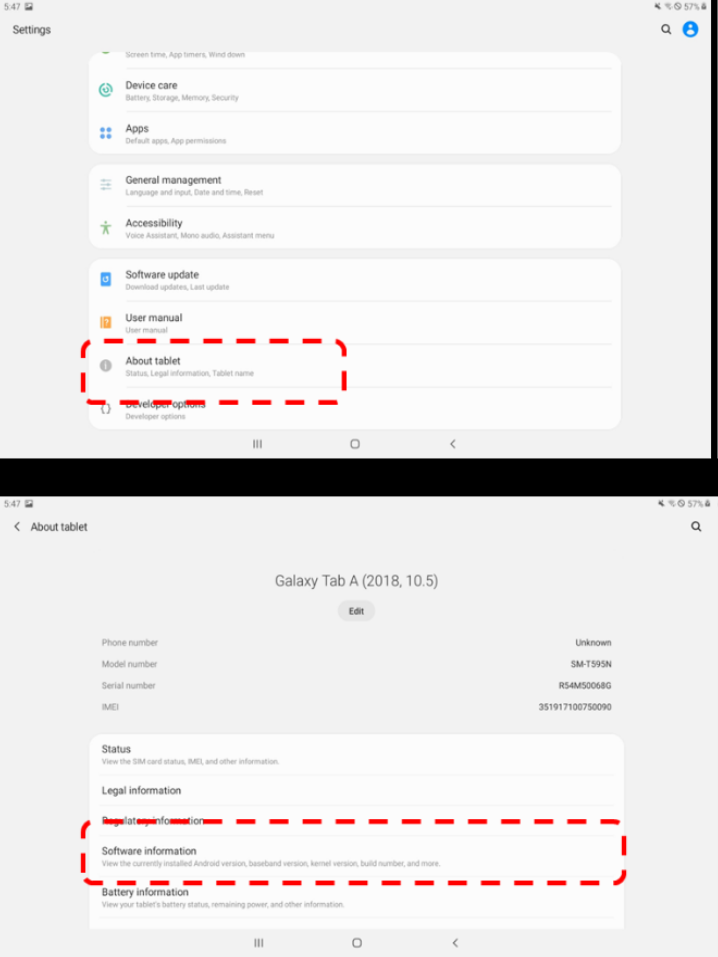 5:47
57%
Settings
Screen time, App timers, Wind down
Device care
Battery, Storage, Memory, Security
Apps
Default apps, App permissions
General management
Language and input, Date and time, Reset
Accessibility
Voice Assistant, Mono audio, Assistant menu
Software update
Download updates, Last update
User manual
User manual
About tablet
Status, Legal information, Tablet name
Developer options
Developer options
5:47
57%
About tablet
Galaxy Tab A (2018, 10.5)
Edit
Phone number Unknown
Model number SM-T595N
Serial number R54M50068G
IMEI 351917100750090
Status
View the SIM card status, IMEI, and other information.
Legal information
Regulatory information
Software information
View the currently installed Android version, baseband version, kernel version, build number, and more.
Battery information
View your tablet's battery status, remaining power, and other information.